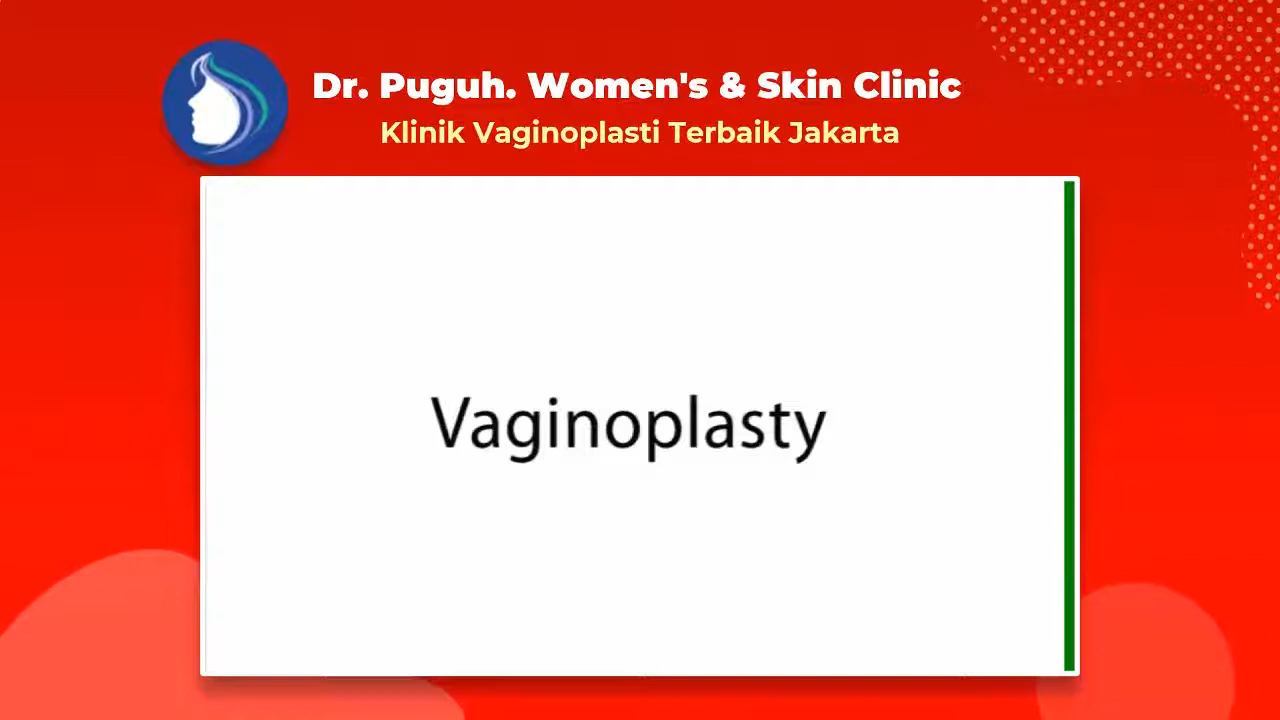 Dr. Puguh. Women's & Skin Clinic
Klinik Vaginoplasti Terbaik Jakarta
Vaginoplasty